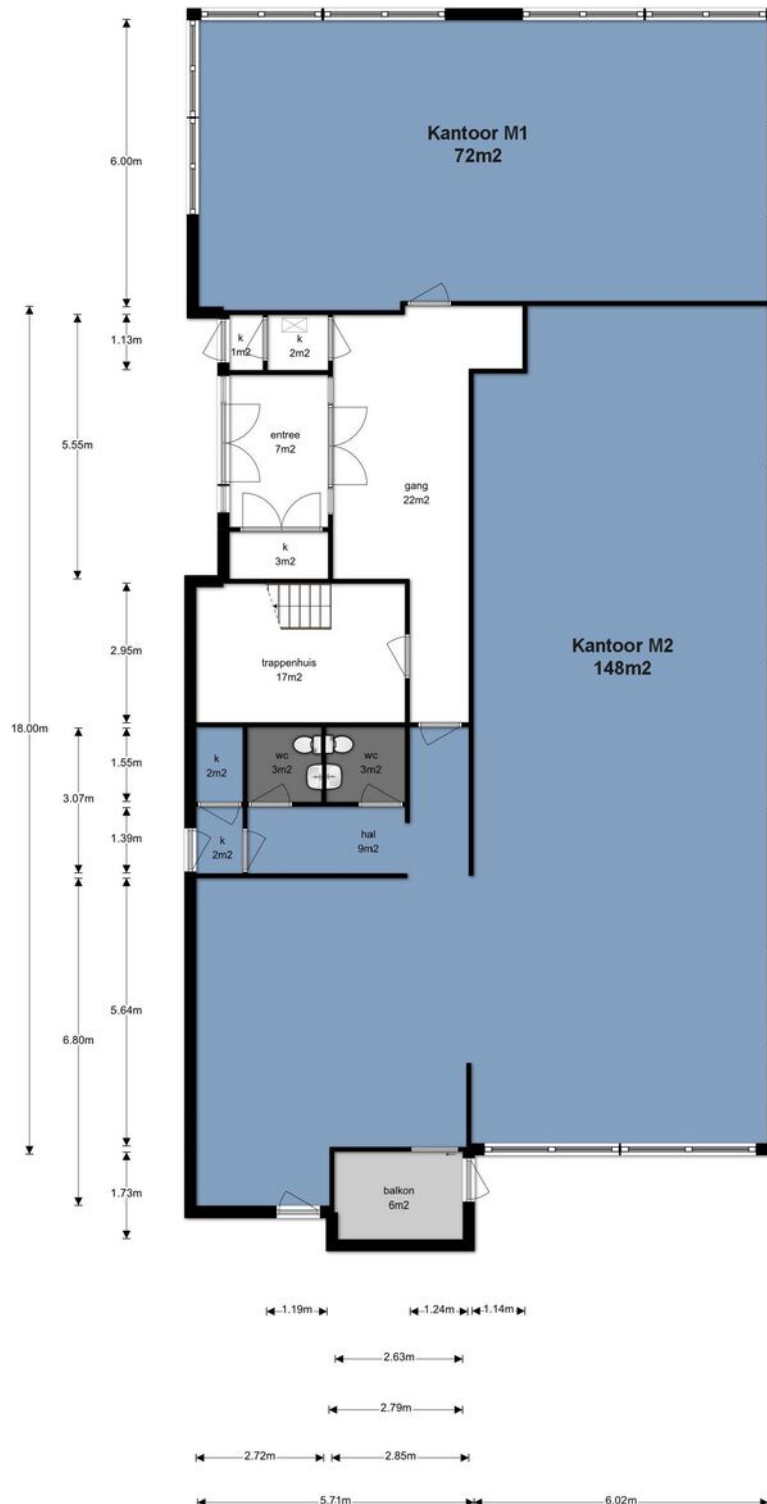 Kantoor M1
72m2
6.00m
1.13m
k
1m2
k
2m2
5.55m
entree
7m2
gang
22m2
k
3m2
Kantoor M2
148m2
2.95m
trappenhuis
17m2
18.00m
1.55m
k
2m2
wc
3m2
wc
3m2
3.07m
1.39m
k
2m2
hal
9m2
5.64m
6.80m
1.73m
balkon
6m2
1.19m
1.24m
1.14m
2.63m
2.79m
2.72m
2.85m
5.71m
6.02m